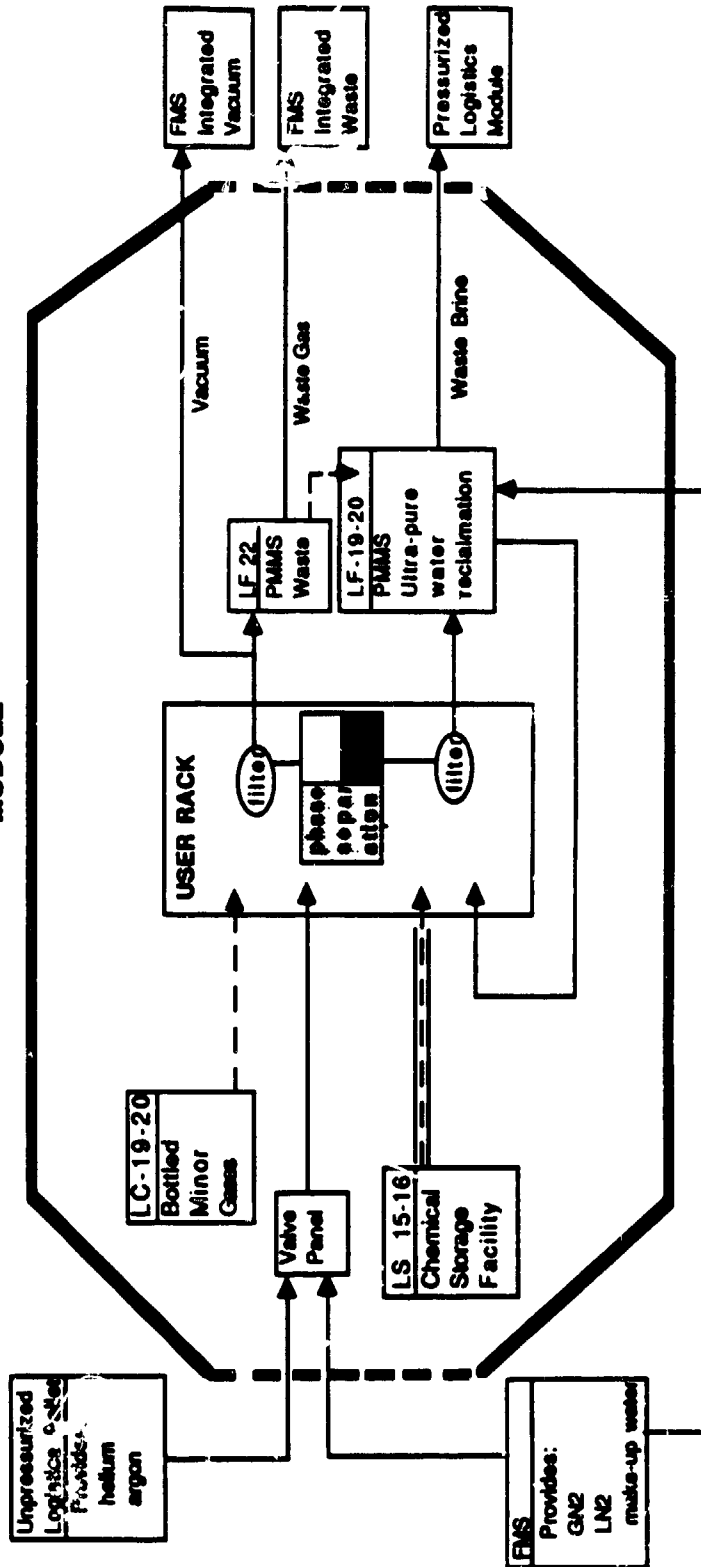 MODULE
Unpressurized
Logistics Pallet
Provides:
helium
argon
FMS
Provides:
GN2
LN2
make-up water
LC-19-20
Bottled
Minor
Gases
Valve
Panel
LS 15-16
Chemical
Storage
Facility
USER RACK
filter
phase
separ
ation
filter
LF 22
PMMS
Waste
LF-19-20
PMMS
Ultra-pure
water
reclaimation
Vacuum
Waste Gas
Waste Brine
FMS
Integrated
Vacuum
FMS
Integrated
Waste
Pressurized
Logistics
Module